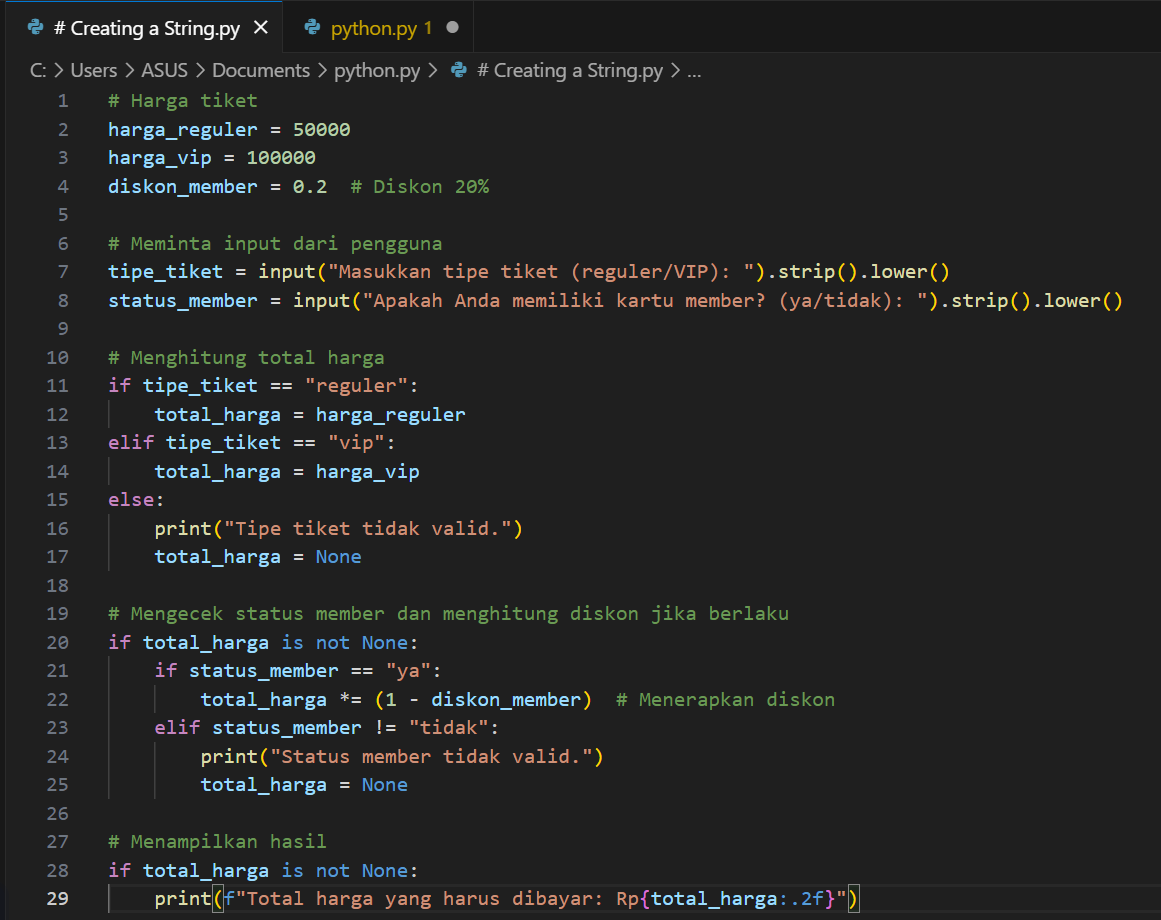 # Creating a String.py
python.py 1
C: > Users > ASUS > Documents > python.py > # Creating a String.py > ...
1 # Harga tiket
2 harga_reguler = 50000
3 harga_vip = 100000
4 diskon_member = 0.2  # Diskon 20%
5
6 # Meminta input dari pengguna
7 tipe_tiket = input("Masukkan tipe tiket (reguler/VIP): ").strip().lower()
8 status_member = input("Apakah Anda memiliki kartu member? (ya/tidak): ").strip().lower()
9
10 # Menghitung total harga
11 if tipe_tiket == "reguler":
12     total_harga = harga_reguler
13 elif tipe_tiket == "vip":
14     total_harga = harga_vip
15 else:
16     print("Tipe tiket tidak valid.")
17     total_harga = None
18
19 # Mengecek status member dan menghitung diskon jika berlaku
20 if total_harga is not None:
21     if status_member == "ya":
22         total_harga *= (1 - diskon_member)  # Menerapkan diskon
23     elif status_member != "tidak":
24         print("Status member tidak valid.")
25         total_harga = None
26
27 # Menampilkan hasil
28 if total_harga is not None:
29     print(f"Total harga yang harus dibayar: Rp{total_harga:.2f}")